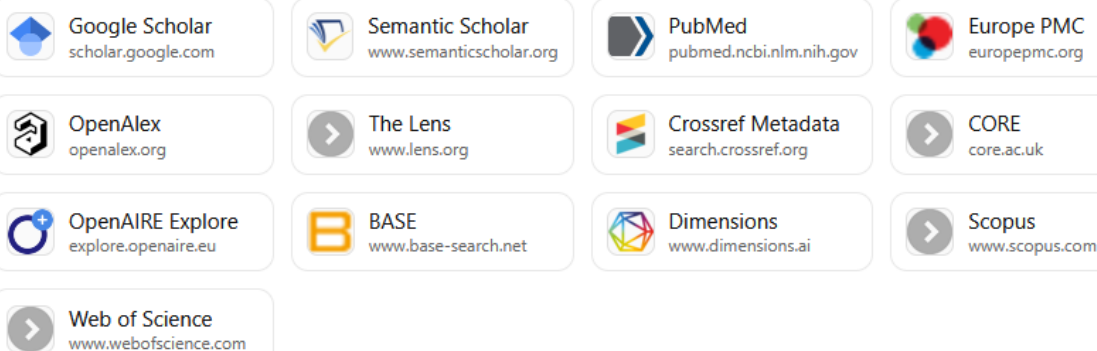 Google Scholar
scholar.google.com
Semantic Scholar
www.semanticscholar.org
PubMed
pubmed.ncbi.nlm.nih.gov
Europe PMC
europepmc.org
OpenAlex
openalex.org
The Lens
www.lens.org
Crossref Metadata
search.crossref.org
CORE
core.ac.uk
OpenAIRE Explore
explore.openaire.eu
BASE
www.base-search.net
Dimensions
www.dimensions.ai
Scopus
www.scopus.com
Web of Science
www.webofscience.com